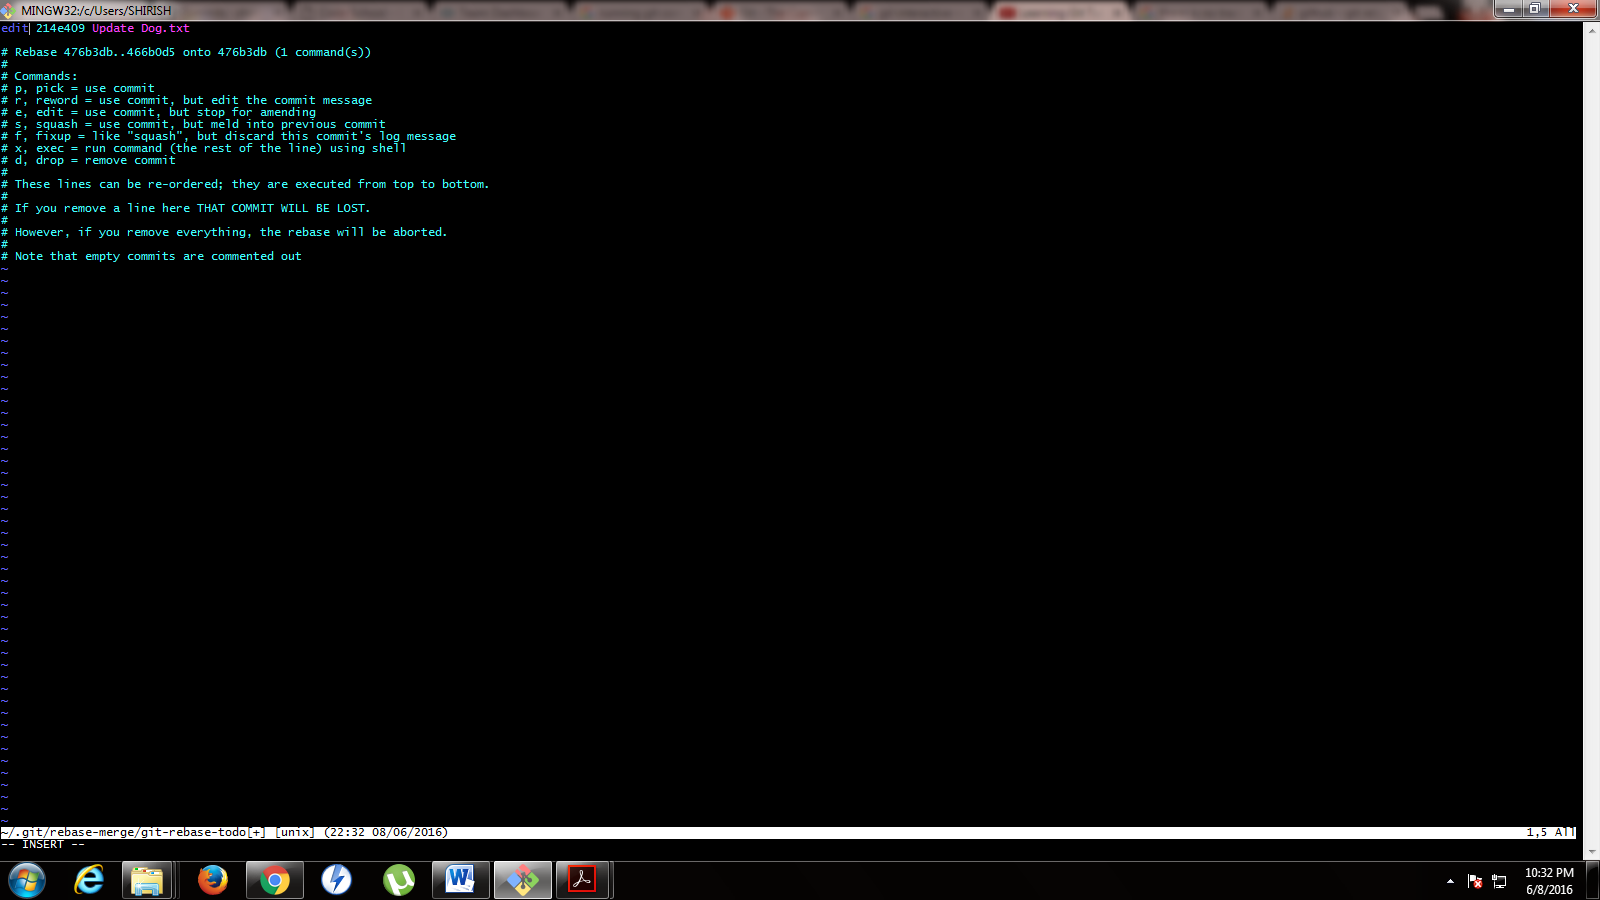 MINGW32:/c/Users/SHIRISH
edit 214e409 Update Dog.txt
# Rebase 476b3db..466b0d5 onto 476b3db (1 command(s))
#
# Commands:
# p, pick = use commit
# r, reword = use commit, but edit the commit message
# e, edit = use commit, but stop for amending
# s, squash = use commit, but meld into previous commit
# f, fixup = like "squash", but discard this commit's log message
# x, exec = run command (the rest of the line) using shell
# d, drop = remove commit
#
# These lines can be re-ordered; they are executed from top to bottom.
#
# If you remove a line here THAT COMMIT WILL BE LOST.
#
# However, if you remove everything, the rebase will be aborted.
#
# Note that empty commits are commented out
~/.git/rebase-merge/git-rebase-todo[+] [unix] (22:32 08/06/2016) 1,5 All
-- INSERT --
10:32 PM
6/8/2016